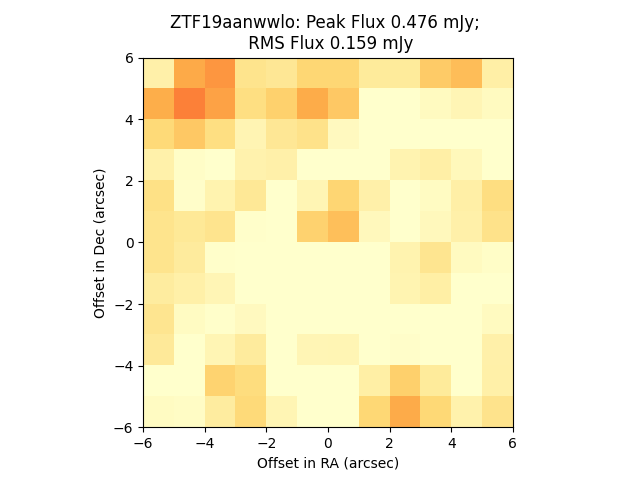 ZTF19aanwwlo: Peak Flux 0.476 mJy;
RMS Flux 0.159 mJy
6
4
2
0
−2
−4
−6
Offset in Dec (arcsec)
−6 −4 −2 0 2 4 6
Offset in RA (arcsec)